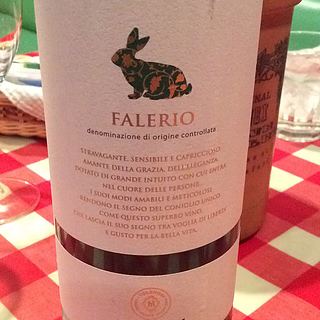 FALERIO
denominazione di origine controllata
STRAVAGANTE, SENSIBILE E CAPRICCIOSO,
AMANTE DELLA GRAZIA, DELL'ELEGANZA,
DOTATO DI GRANDE INTUITO CON CUI ENTRA
NEL CUORE DELLE PERSONE...
I SUOI MODI AMABILI E METICOLOSI
RENDONO IL SEGNO DEL CONIGLIO UNICO
COME QUESTO SUPERBO VINO,
CHE LASCIA IL SUO SEGNO TRA VOGLIA DI LIBERTÀ
E GUSTO PER LA BELLA VITA.